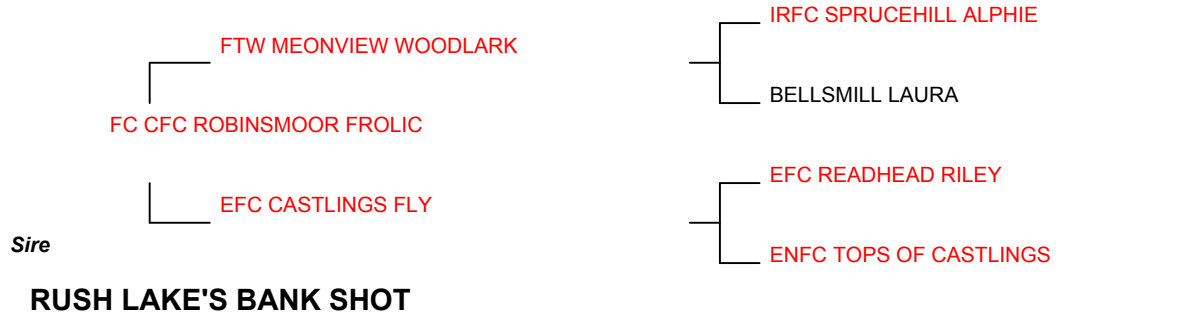 IRFC SPRUCEHILL ALPHIE
FTW MEONVIEW WOODLARK
BELLSMILL LAURA
FC CFC ROBINSMOOR FROLIC
EFC READHEAD RILEY
EFC CASTLINGS FLY
Sire
ENFC TOPS OF CASTLINGS
RUSH LAKE'S BANK SHOT